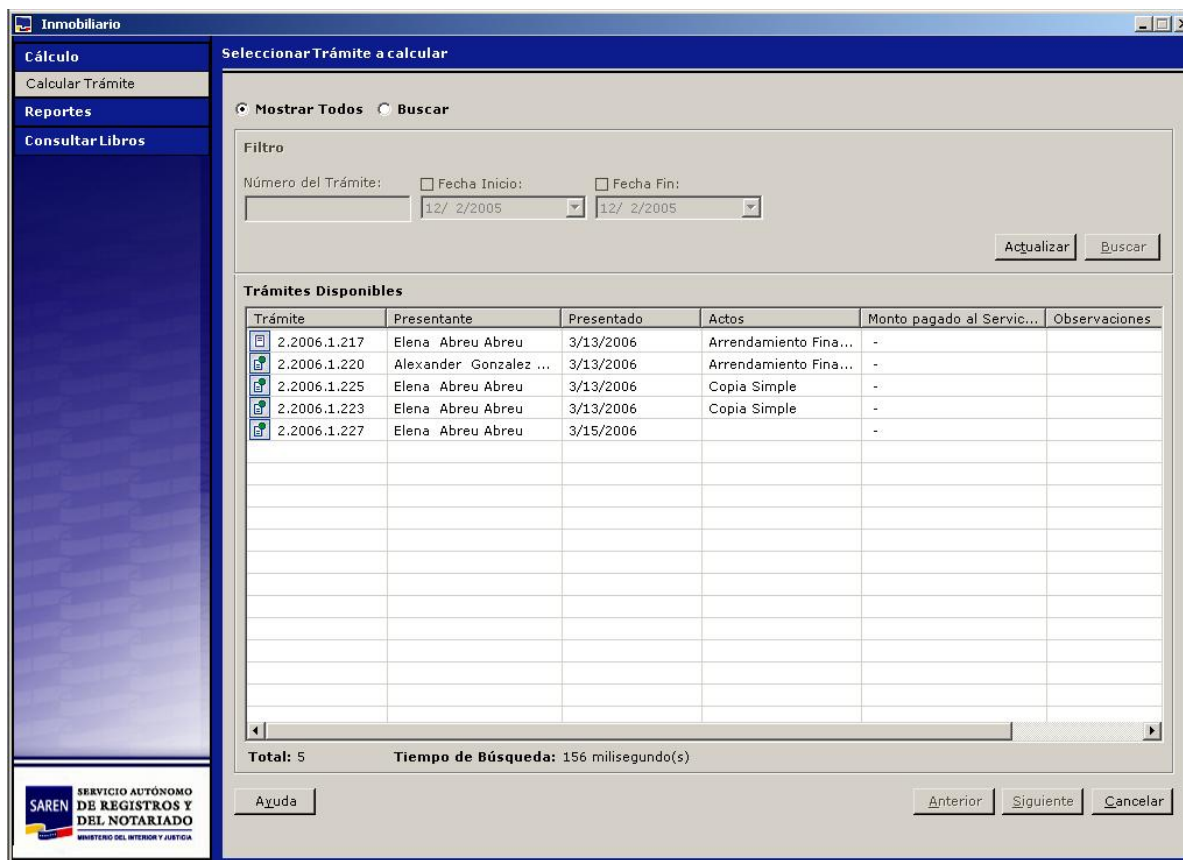 Inmobiliario
Cálculo
Calcular Trámite
Reportes
Consultar Libros
Seleccionar Trámite a calcular
Mostrar Todos Buscar
Filtro
Número del Trámite: Fecha Inicio: Fecha Fin:
12/ 2/2005 12/ 2/2005
Actualizar Buscar
Trámites Disponibles
Trámite Presentante Presentado Actos Monto pagado al Servic... Observaciones
2.2006.1.217 Elena Abreu Abreu 3/13/2006 Arrendamiento Fina... -
2.2006.1.220 Alexander Gonzalez ... 3/13/2006 Arrendamiento Fina... -
2.2006.1.225 Elena Abreu Abreu 3/13/2006 Copia Simple -
2.2006.1.223 Elena Abreu Abreu 3/13/2006 Copia Simple -
2.2006.1.227 Elena Abreu Abreu 3/15/2006 -
Total: 5 Tiempo de Búsqueda: 156 milisegundo(s)
Ayuda Anterior Siguiente Cancelar
SAREN
SERVICIO AUTÓNOMO
DE REGISTROS Y
DEL NOTARIADO
MINISTERIO DEL INTERIOR Y JUSTICIA